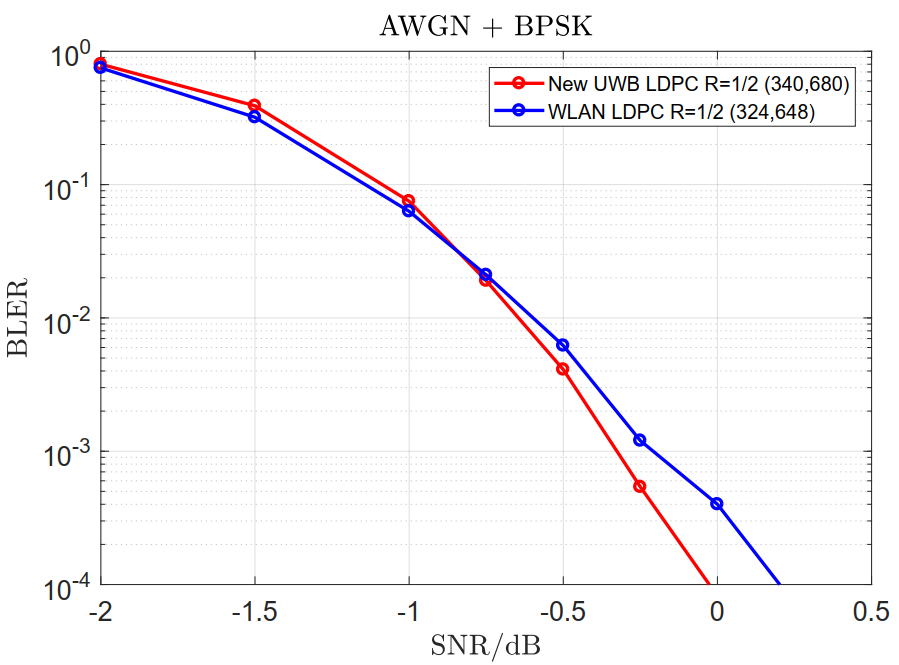 AWGN + BPSK
10^0
10^-1
10^-2
10^-3
10^-4
BLER
New UWB LDPC R=1/2 (340,680)
WLAN LDPC R=1/2 (324,648)
-2 -1.5 -1 -0.5 0 0.5
SNR/dB